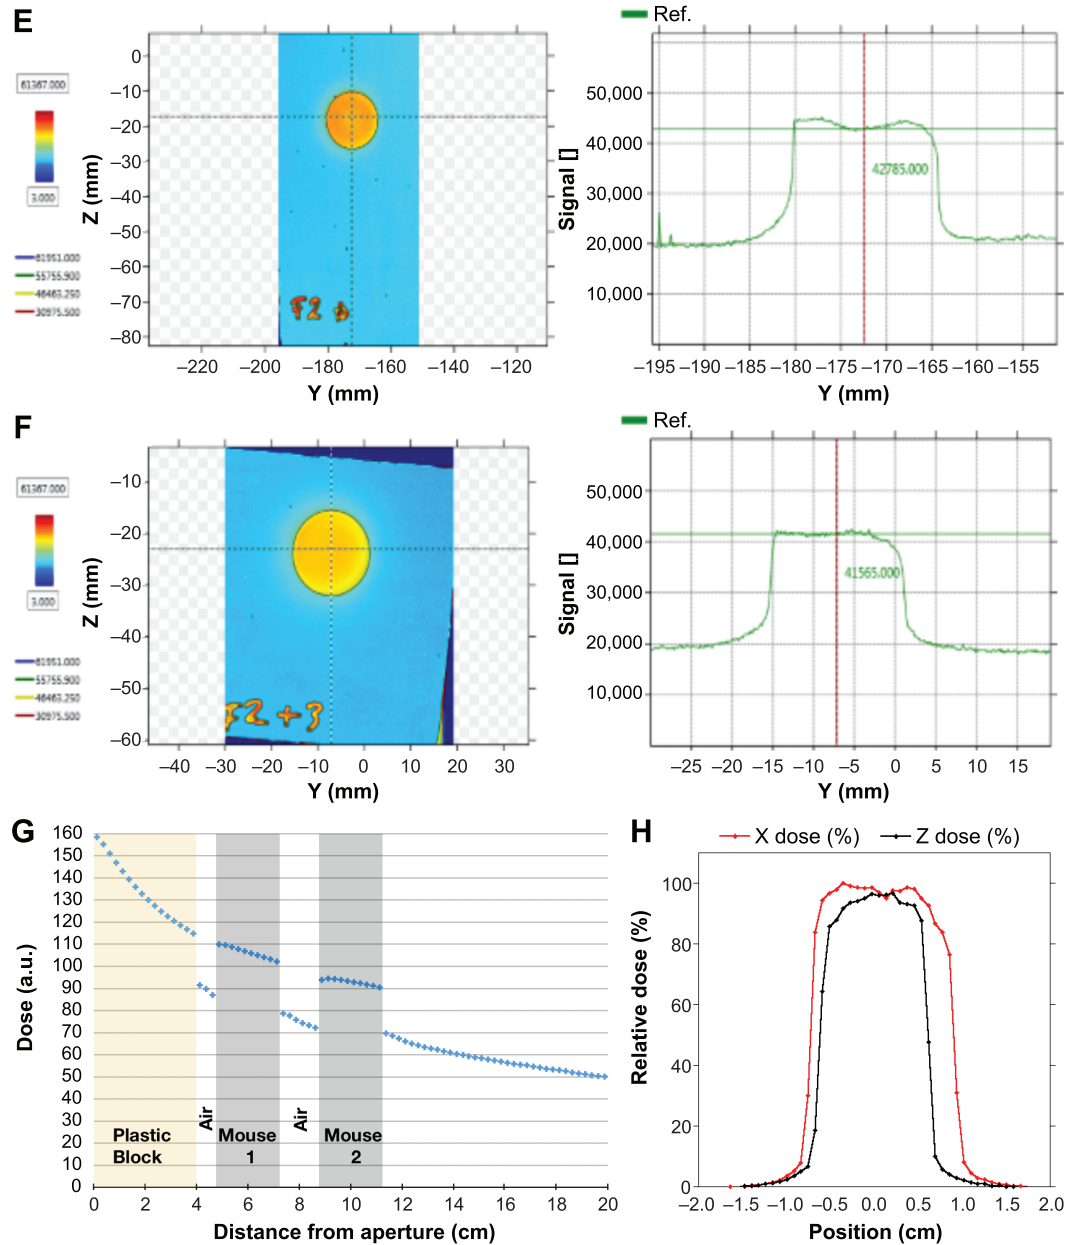 E
61367.000
3.000
61951.000
55755.900
46463.250
30975.500
Z (mm)
0
–10
–20
–30
–40
–50
–60
–70
–80
F2
–220 –200 –180 –160 –140 –120
Y (mm)
Ref.
Signal []
50,000
40,000
30,000
20,000
10,000
42785.000
–195 –190 –185 –180 –175 –170 –165 –160 –155
Y (mm)
F
61367.000
3.000
61951.000
55755.900
46463.250
30975.500
Z (mm)
–10
–20
–30
–40
–50
–60
F2+3
–40 –30 –20 –10 0 10 20 30
Y (mm)
Ref.
Signal []
50,000
40,000
30,000
20,000
10,000
41565.000
–25 –20 –15 –10 –5 0 5 10 15
Y (mm)
G
Dose (a.u.)
160
150
140
130
120
110
100
90
80
70
60
50
40
30
20
10
0
Plastic
Block
Air
Mouse
1
Air
Mouse
2
0 2 4 6 8 10 12 14 16 18 20
Distance from aperture (cm)
H
X dose (%) Z dose (%)
Relative dose (%)
100
80
60
40
20
0
–2.0 –1.5 –1.0 –0.5 0.0 0.5 1.0 1.5 2.0
Position (cm)